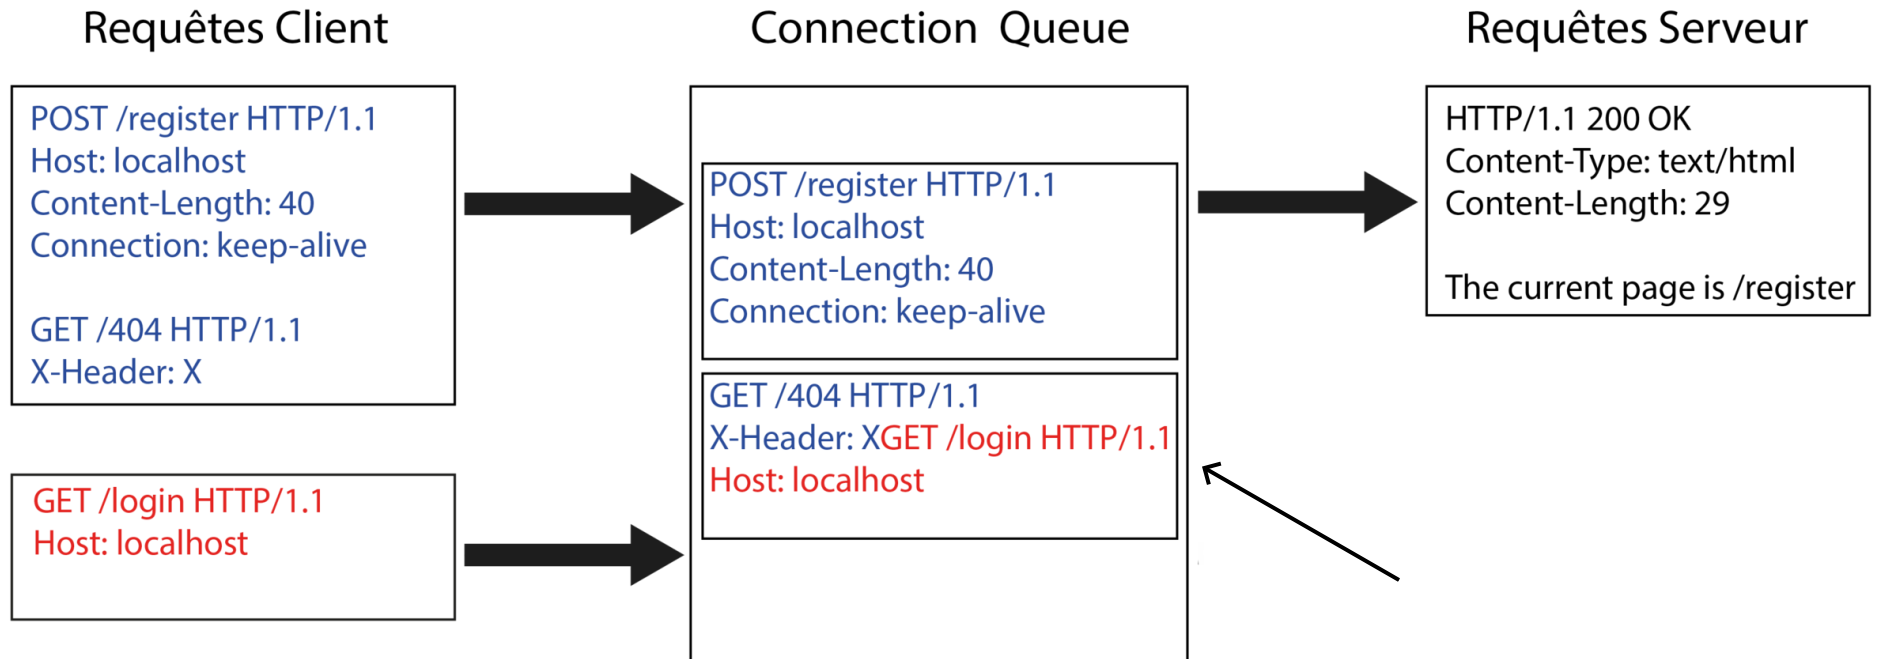 Requêtes Client
POST /register HTTP/1.1
Host: localhost
Content-Length: 40
Connection: keep-alive
GET /404 HTTP/1.1
X-Header: X
GET /login HTTP/1.1
Host: localhost
Connection Queue
POST /register HTTP/1.1
Host: localhost
Content-Length: 40
Connection: keep-alive
GET /404 HTTP/1.1
X-Header: XGET /login HTTP/1.1
Host: localhost
Requêtes Serveur
HTTP/1.1 200 OK
Content-Type: text/html
Content-Length: 29
The current page is /register